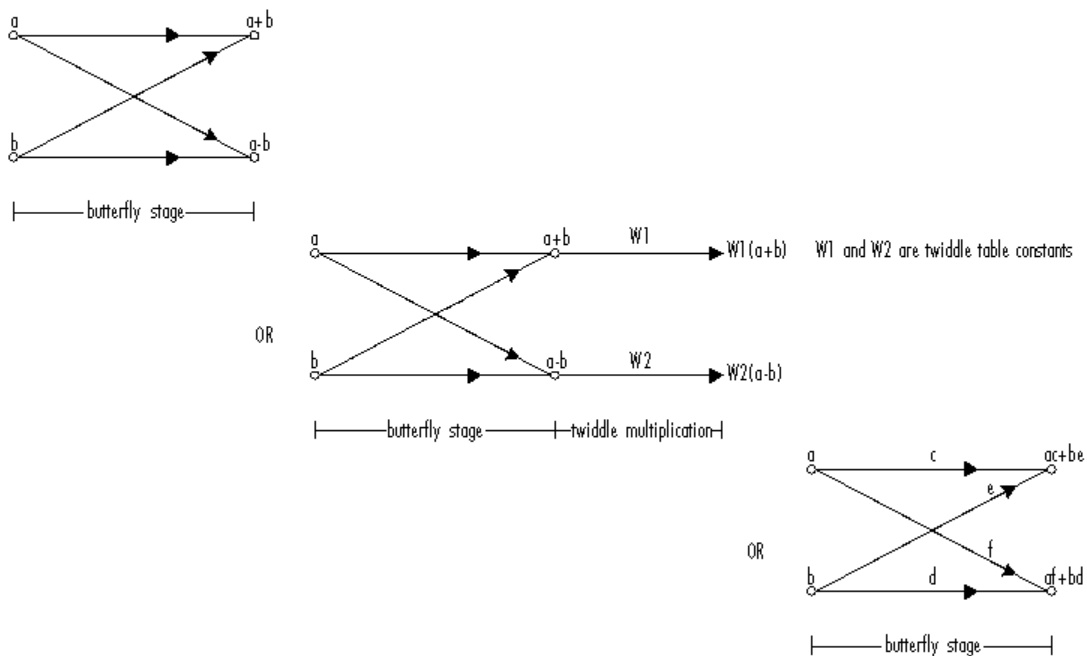 a
a+b
b
a-b
butterfly stage
OR
a
a+b
W1
W1(a+b)
W1 and W2 are twiddle table constants
b
a-b
W2
W2(a-b)
butterfly stage
twiddle multiplication
OR
a
c
ac+be
e
f
b
d
af+bd
butterfly stage